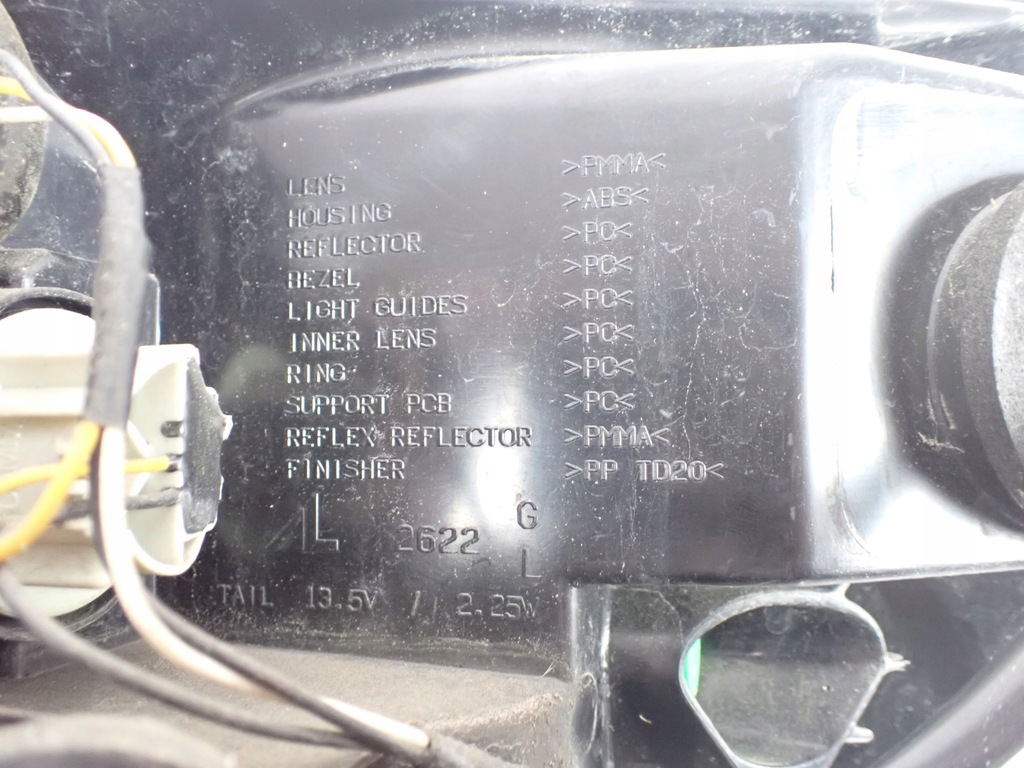 LENS >PMMA<
HOUSING >ABS<
REFLECTOR >PC<
BEZEL >PC<
LIGHT GUIDES >PC<
INNER LENS >PC<
RING >PC<
SUPPORT PCB >PC<
REFLEX REFLECTOR >PMMA<
FINISHER >PP TD20<
G
2622
L
TAIL 13.5V / 2.25W